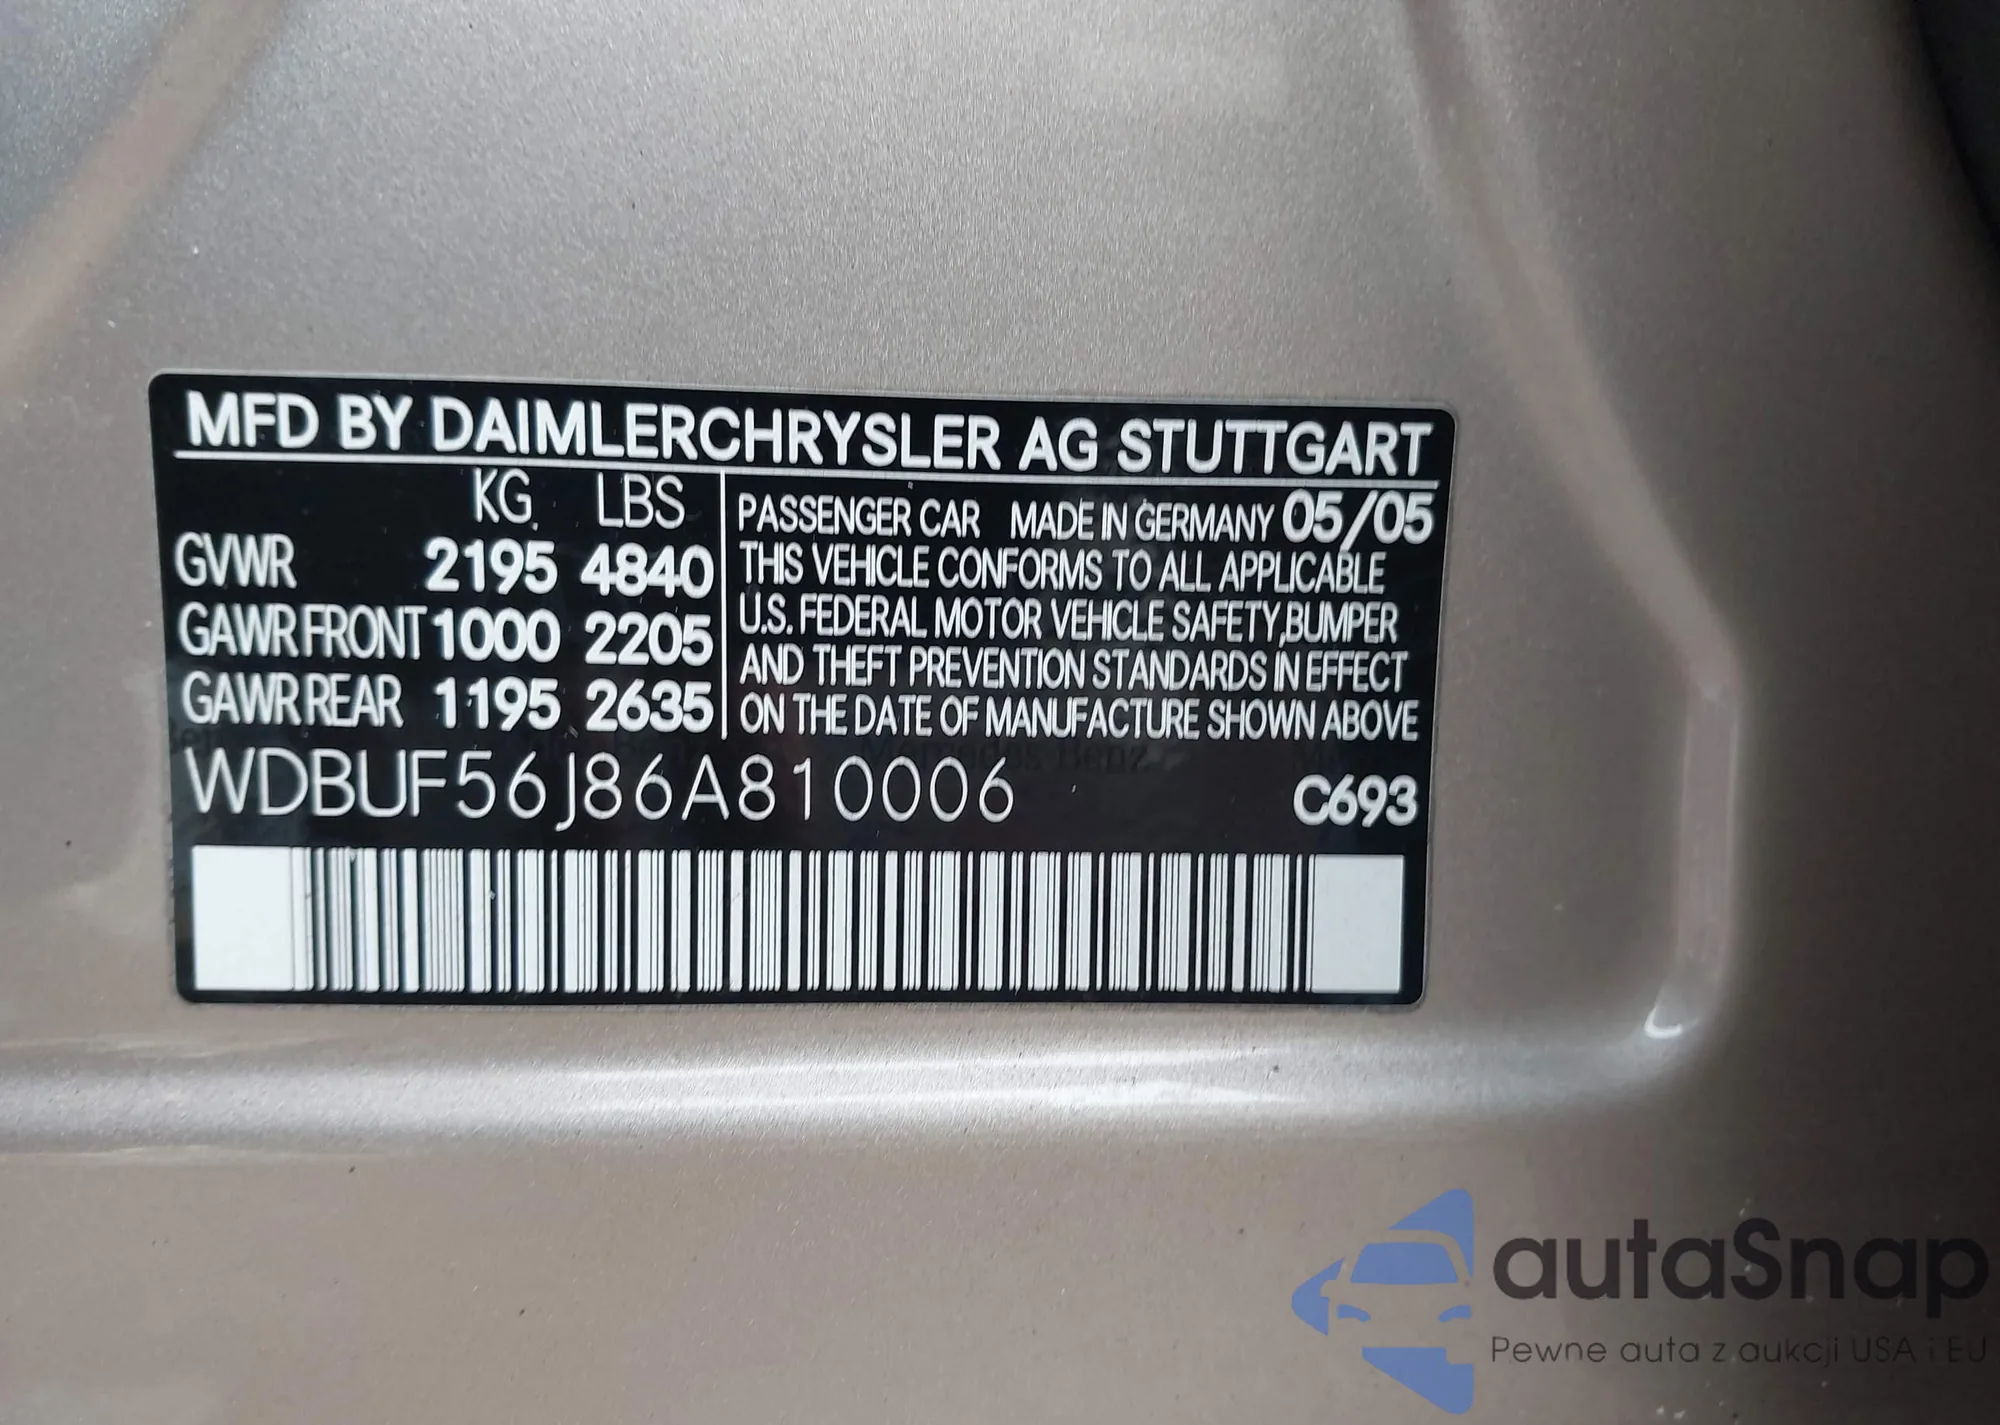 MFD BY DAIMLERCHRYSLER AG STUTTGART
KG LBS
GVWR 2195 4840
GAWR FRONT 1000 2205
GAWR REAR 1195 2635
PASSENGER CAR MADE IN GERMANY 05/05
THIS VEHICLE CONFORMS TO ALL APPLICABLE
U.S. FEDERAL MOTOR VEHICLE SAFETY, BUMPER
AND THEFT PREVENTION STANDARDS IN EFFECT
ON THE DATE OF MANUFACTURE SHOWN ABOVE
Mercedes Benz
WDBUF56J86A810006 C693
autaSnap
Pewne auta z aukcji USA i EU